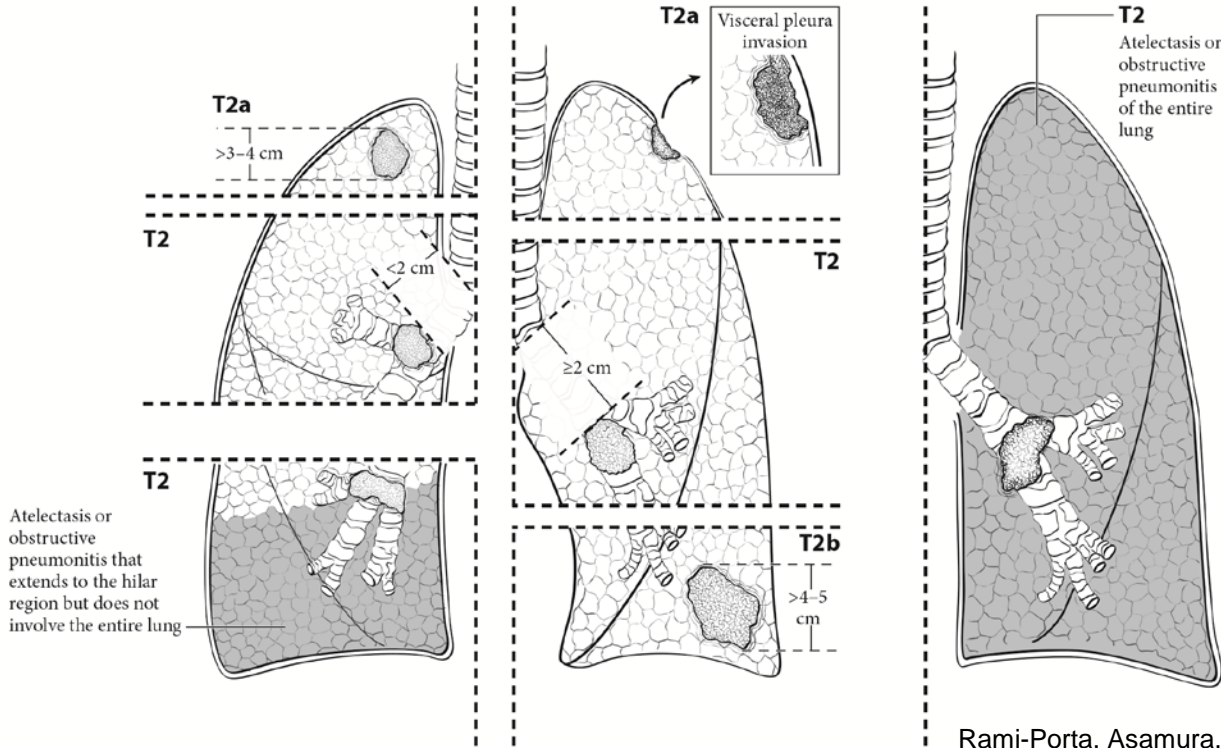 T2a
>3–4 cm
T2
<2 cm
T2
Atelectasis or
obstructive
pneumonitis that
extends to the hilar
region but does not
involve the entire lung
T2a
Visceral pleura
invasion
T2
≥2 cm
T2b
>4–5
cm
T2
Atelectasis or
obstructive
pneumonitis
of the entire
lung
Rami-Porta, Asamura,